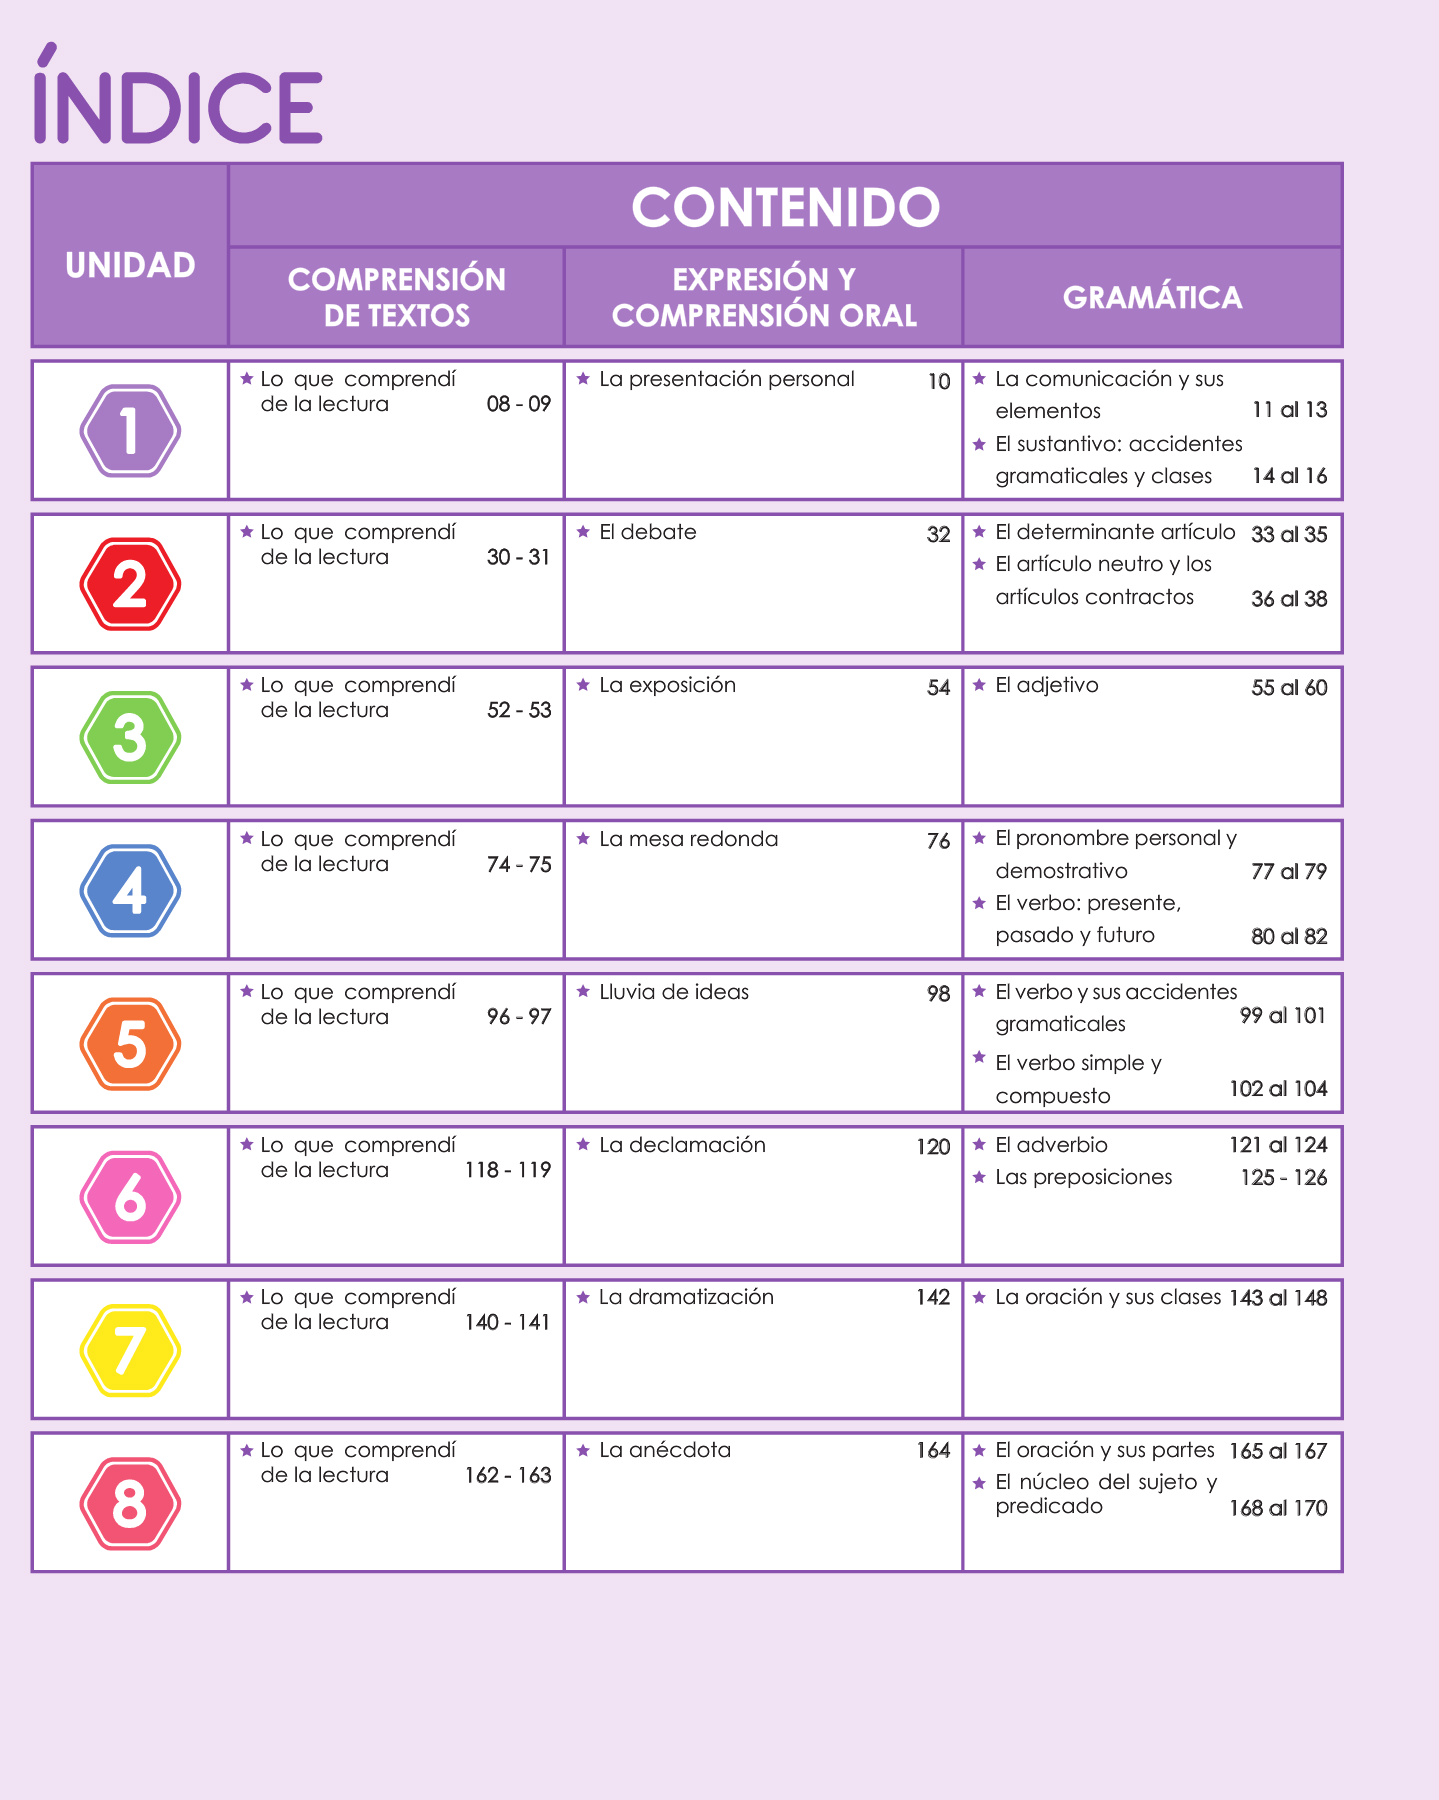 ÍNDICE
UNIDAD
CONTENIDO
COMPRENSIÓN
DE TEXTOS
EXPRESIÓN Y
COMPRENSIÓN ORAL
GRAMÁTICA
1
Lo que comprendí
de la lectura 08 - 09
La presentación personal 10
La comunicación y sus
elementos 11 al 13
El sustantivo: accidentes
gramaticales y clases 14 al 16
2
Lo que comprendí
de la lectura 30 - 31
El debate 32
El determinante artículo 33 al 35
El artículo neutro y los
artículos contractos 36 al 38
3
Lo que comprendí
de la lectura 52 - 53
La exposición 54
El adjetivo 55 al 60
4
Lo que comprendí
de la lectura 74 - 75
La mesa redonda 76
El pronombre personal y
demostrativo 77 al 79
El verbo: presente,
pasado y futuro 80 al 82
5
Lo que comprendí
de la lectura 96 - 97
Lluvia de ideas 98
El verbo y sus accidentes
gramaticales 99 al 101
El verbo simple y
compuesto 102 al 104
6
Lo que comprendí
de la lectura 118 - 119
La declamación 120
El adverbio 121 al 124
Las preposiciones 125 - 126
7
Lo que comprendí
de la lectura 140 - 141
La dramatización 142
La oración y sus clases 143 al 148
8
Lo que comprendí
de la lectura 162 - 163
La anécdota 164
El oración y sus partes 165 al 167
El núcleo del sujeto y
predicado 168 al 170